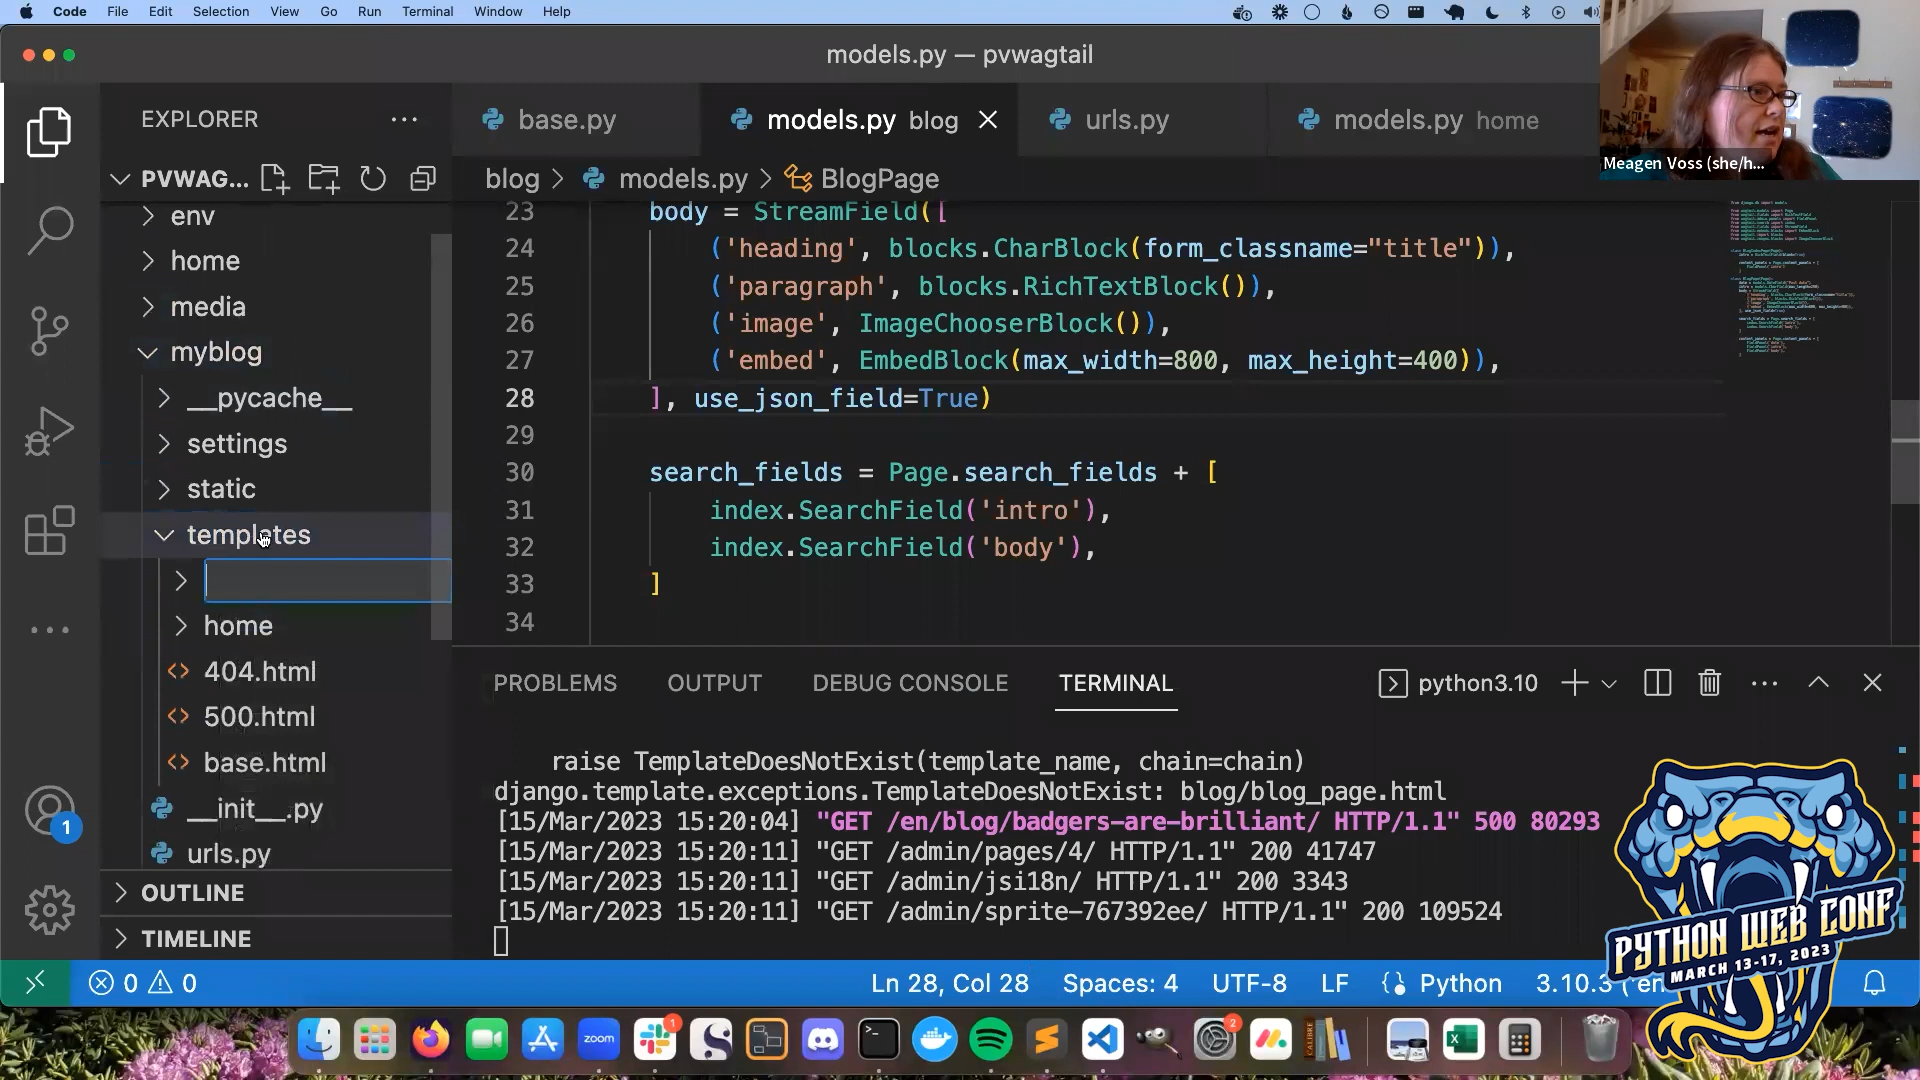 Code File Edit Selection View Go Run Terminal Window Help
models.py — pvwagtail
Meagen Voss (she/h...
EXPLORER
PVWAG...
env
home
media
myblog
__pycache__
settings
static
templates
home
404.html
500.html
base.html
__init__.py
urls.py
OUTLINE
TIMELINE
1
base.py
models.py blog
urls.py
models.py home
blog > models.py > BlogPage
23 body = StreamField([
24 ('heading', blocks.CharBlock(form_classname="title")),
25 ('paragraph', blocks.RichTextBlock()),
26 ('image', ImageChooserBlock()),
27 ('embed', EmbedBlock(max_width=800, max_height=400)),
28 ], use_json_field=True)
29
30 search_fields = Page.search_fields + [
31 index.SearchField('intro'),
32 index.SearchField('body'),
33 ]
34
PROBLEMS OUTPUT DEBUG CONSOLE TERMINAL
python3.10
raise TemplateDoesNotExist(template_name, chain=chain)
django.template.exceptions.TemplateDoesNotExist: blog/blog_page.html
[15/Mar/2023 15:20:04] "GET /en/blog/badgers-are-brilliant/ HTTP/1.1" 500 80293
[15/Mar/2023 15:20:11] "GET /admin/pages/4/ HTTP/1.1" 200 41747
[15/Mar/2023 15:20:11] "GET /admin/jsi18n/ HTTP/1.1" 200 3343
[15/Mar/2023 15:20:11] "GET /admin/sprite-767392ee/ HTTP/1.1" 200 109524
PYTHON WEB CONF
MARCH 13-17, 2023
0 0
Ln 28, Col 28 Spaces: 4 UTF-8 LF Python 3.10.3 ('en
zoom
1
2
CALIBRE